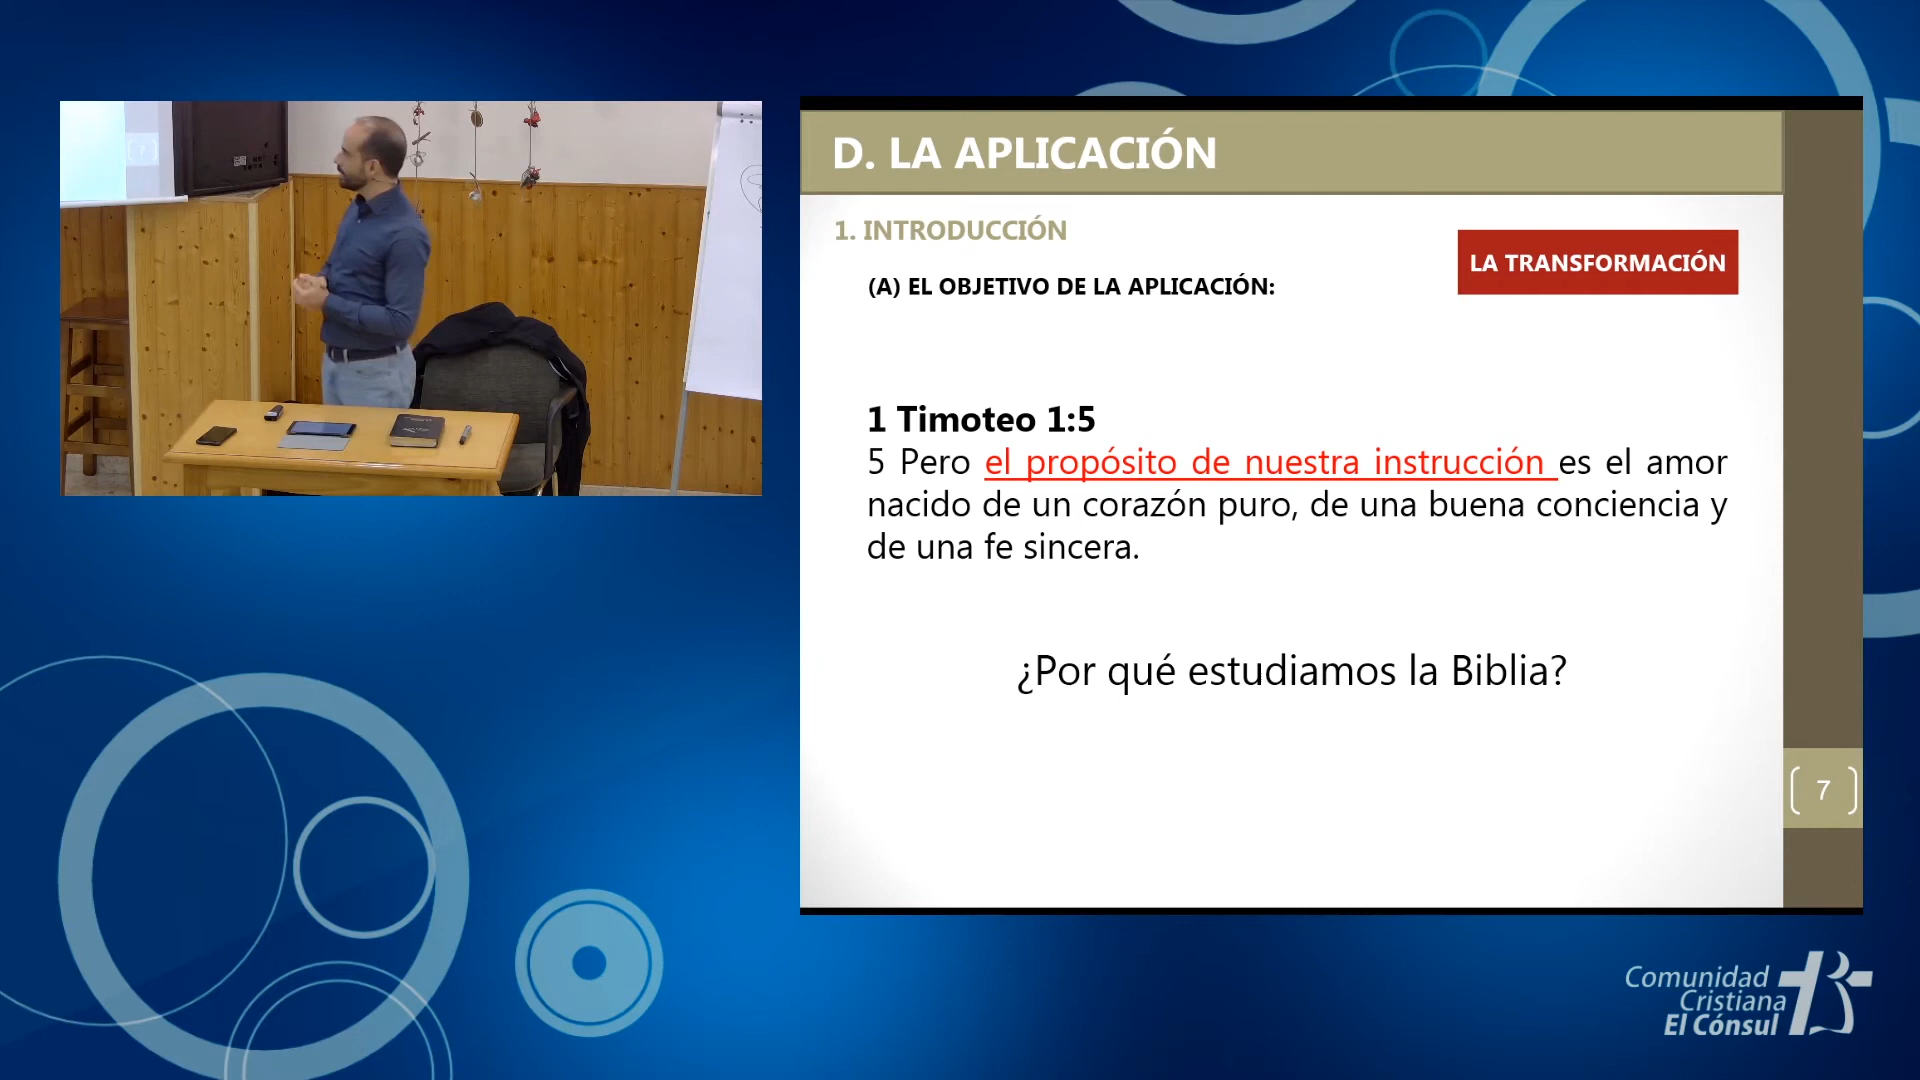 D. LA APLICACIÓN
1. INTRODUCCIÓN
LA TRANSFORMACIÓN
(A) EL OBJETIVO DE LA APLICACIÓN:
1 Timoteo 1:5
5 Pero el propósito de nuestra instrucción es el amor
nacido de un corazón puro, de una buena conciencia y
de una fe sincera.
¿Por qué estudiamos la Biblia?
7
Comunidad
Cristiana
El Cónsul